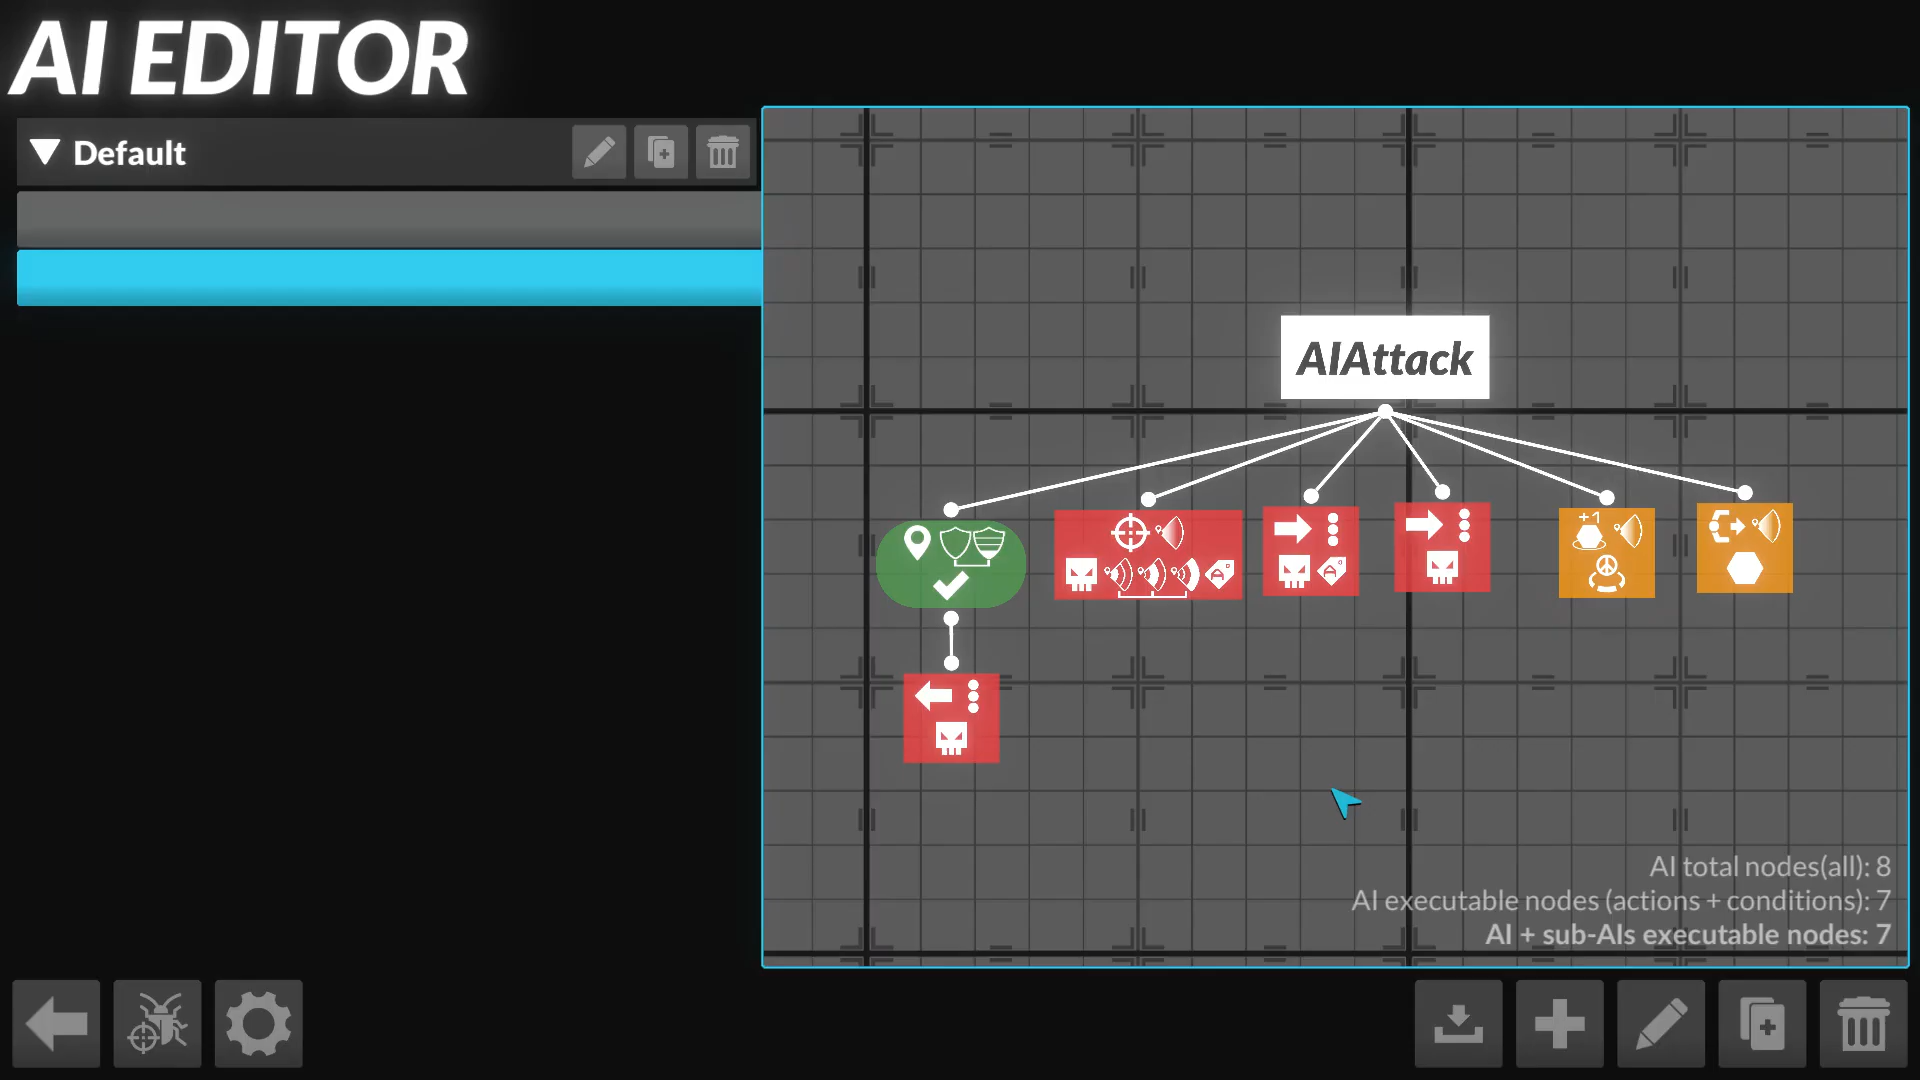 AI EDITOR
Default
AIAttack
+1
AI total nodes(all): 8
AI executable nodes (actions + conditions): 7
AI + sub-AIs executable nodes: 7